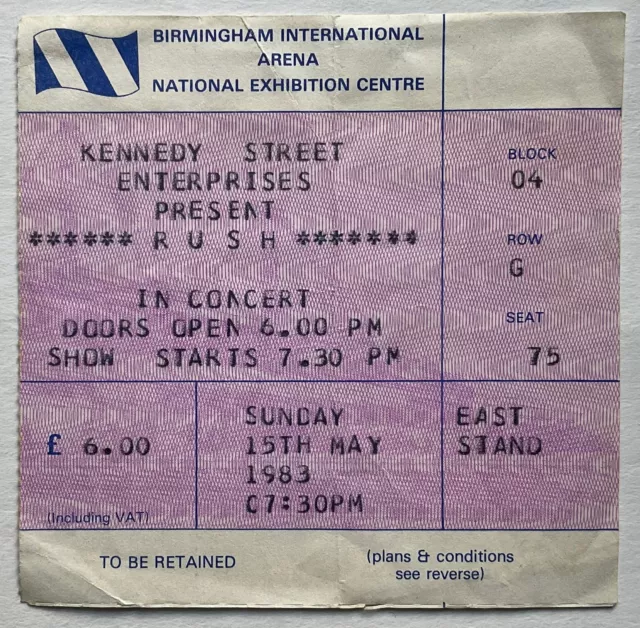 BIRMINGHAM INTERNATIONAL
ARENA
NATIONAL EXHIBITION CENTRE
KENNEDY STREET
ENTERPRISES
PRESENT
****** R U S H *******
IN CONCERT
DOORS OPEN 6.00 PM
SHOW STARTS 7.30 PM
BLOCK
04
ROW
G
SEAT
75
£ 6.00
(Including VAT)
SUNDAY
15TH MAY
1983
07:30PM
EAST
STAND
TO BE RETAINED
(plans & conditions
see reverse)